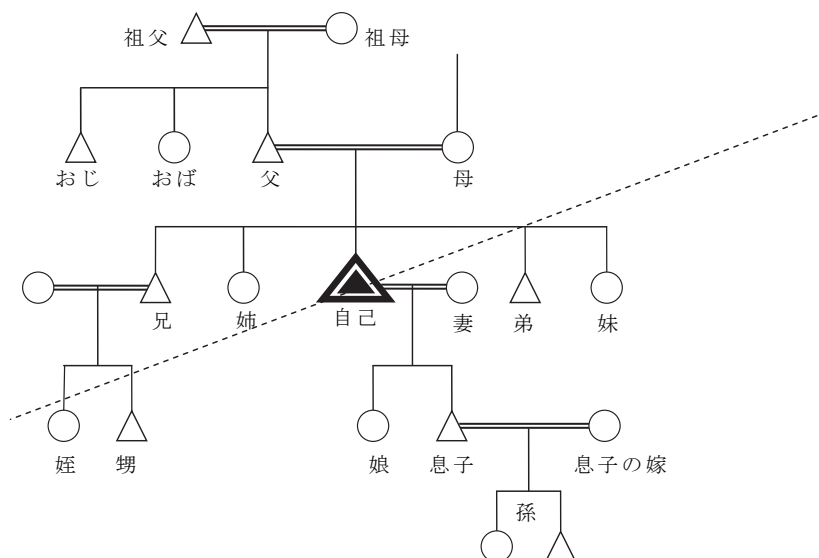 祖父
祖母
おじ
おば
父
母
兄
姉
自己
妻
弟
妹
姪
甥
娘
息子
息子の嫁
孫